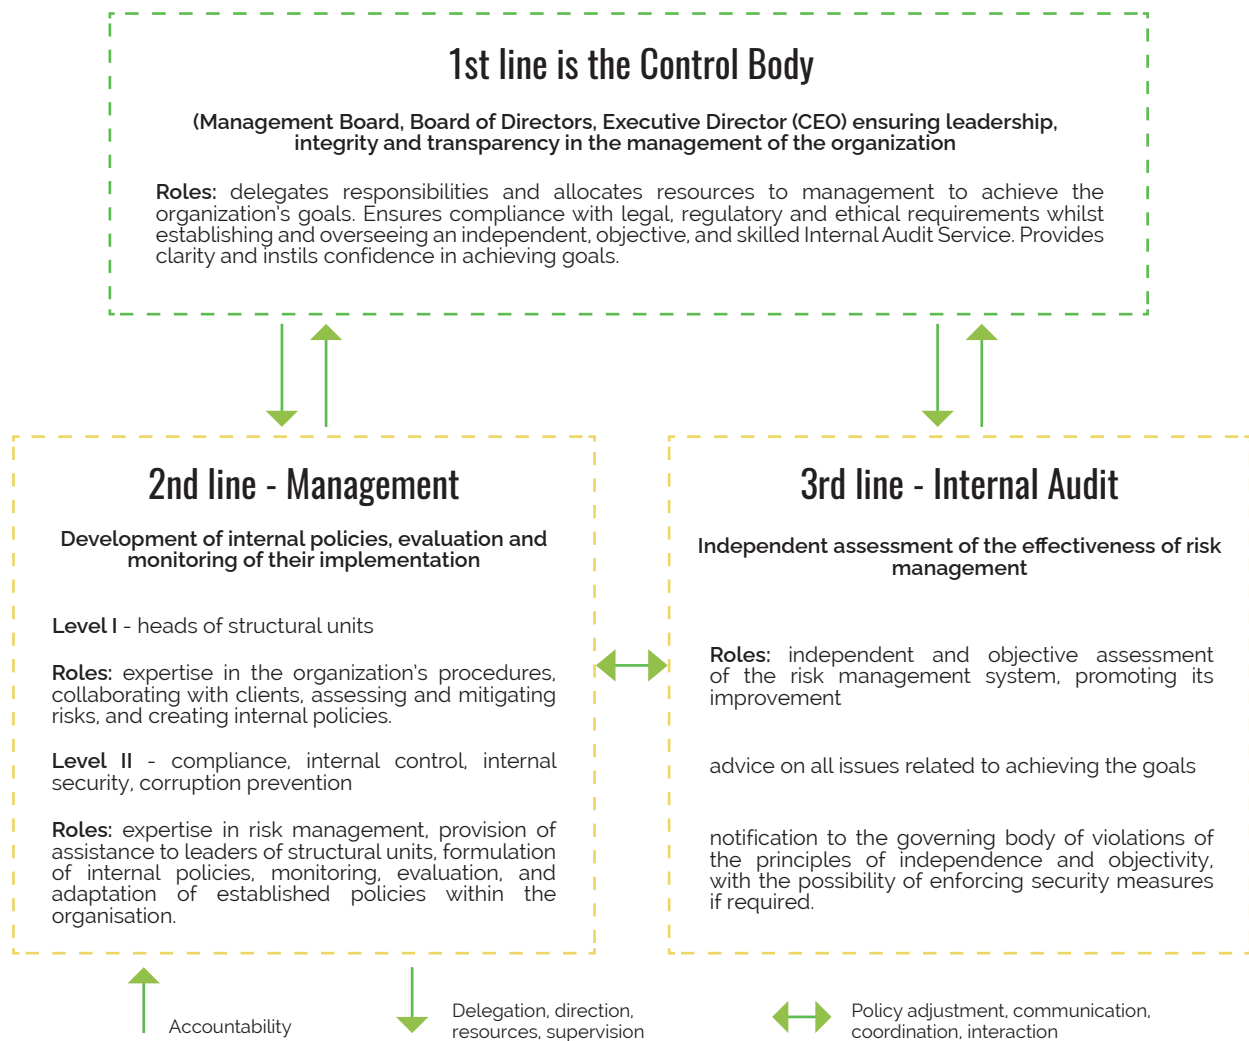 1st line is the Control Body
(Management Board, Board of Directors, Executive Director (CEO) ensuring leadership,
integrity and transparency in the management of the organization
Roles: delegates responsibilities and allocates resources to management to achieve the
organization's goals. Ensures compliance with legal, regulatory and ethical requirements whilst
establishing and overseeing an independent, objective, and skilled Internal Audit Service. Provides
clarity and instils confidence in achieving goals.
2nd line - Management
Development of internal policies, evaluation and
monitoring of their implementation
Level I - heads of structural units
Roles: expertise in the organization's procedures,
collaborating with clients, assessing and mitigating
risks, and creating internal policies.
Level II - compliance, internal control, internal
security, corruption prevention
Roles: expertise in risk management, provision of
assistance to leaders of structural units, formulation
of internal policies, monitoring, evaluation, and
adaptation of established policies within the
organisation.
3rd line - Internal Audit
Independent assessment of the effectiveness of risk
management
Roles: independent and objective assessment
of the risk management system, promoting its
improvement
advice on all issues related to achieving the goals
notification to the governing body of violations of
the principles of independence and objectivity,
with the possibility of enforcing security measures
if required.
Accountability
Delegation, direction,
resources, supervision
Policy adjustment, communication,
coordination, interaction